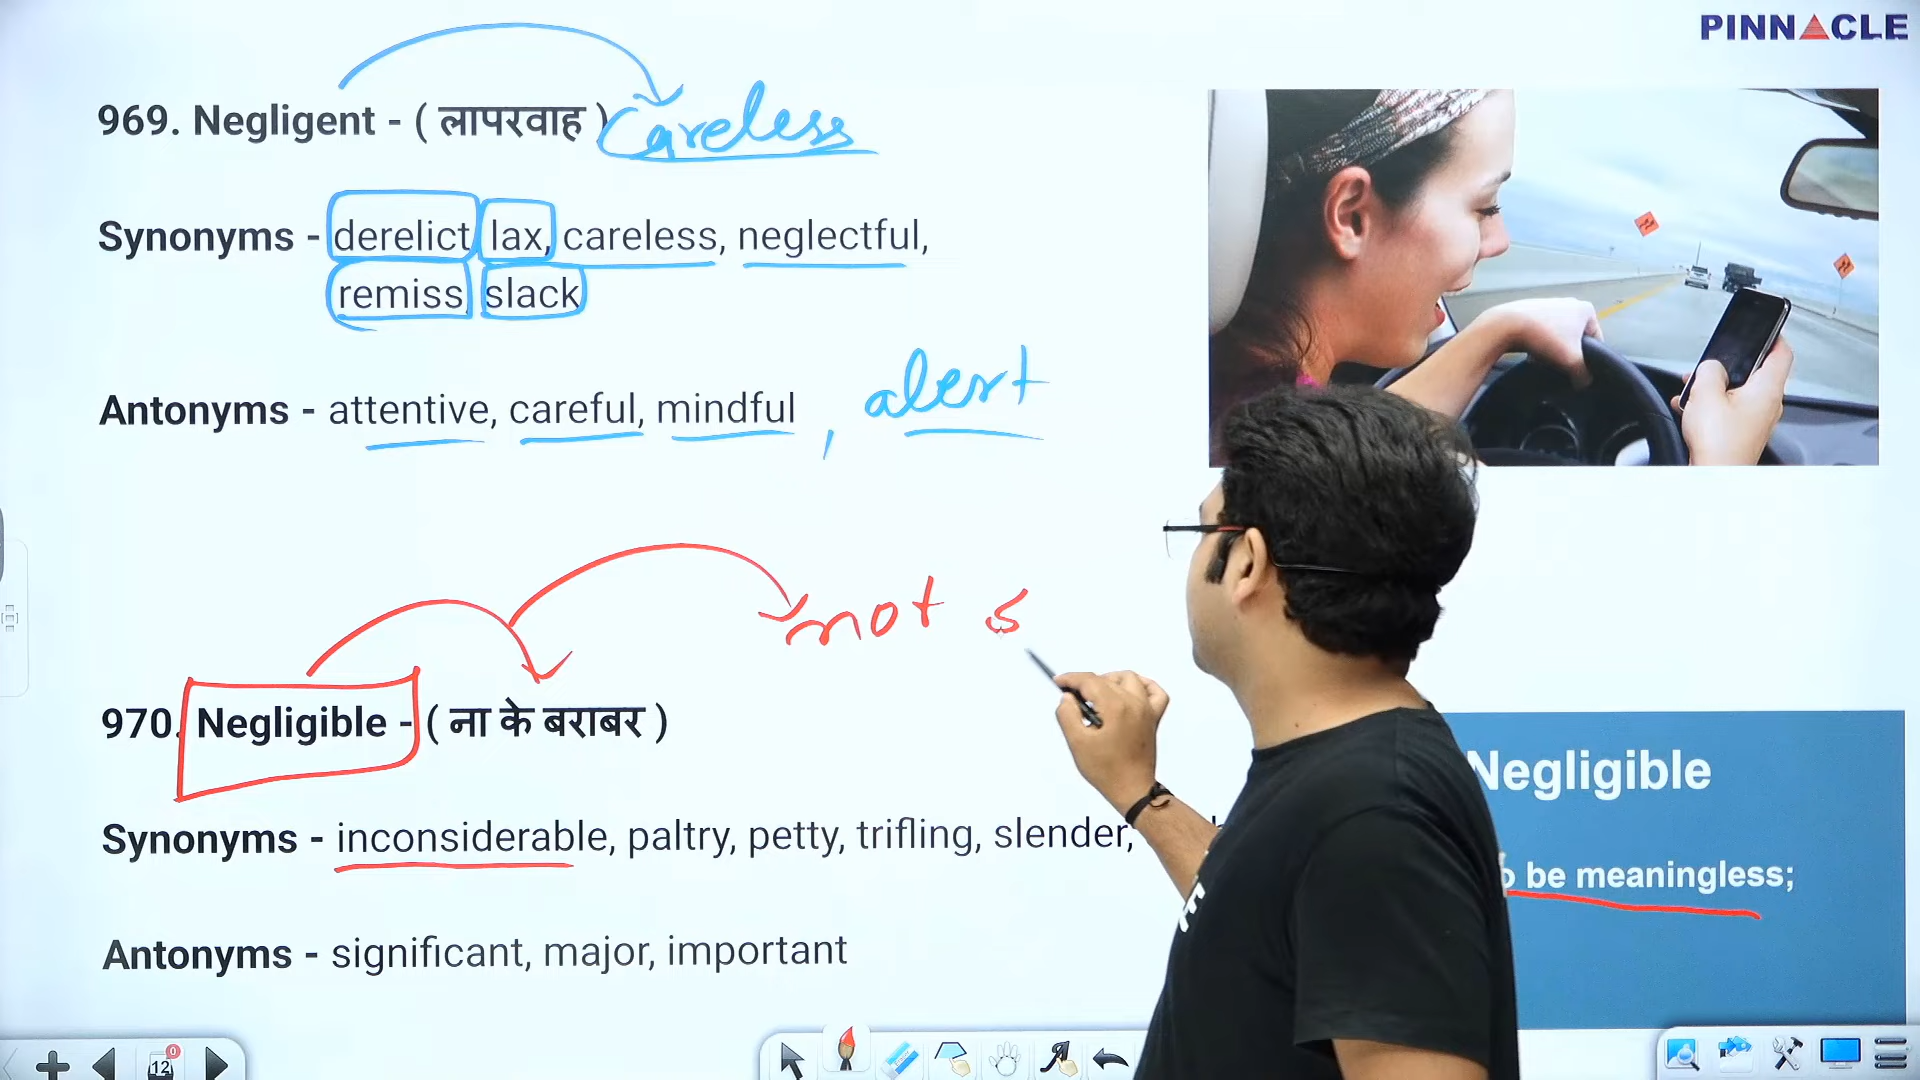 PINNACLE
969. Negligent - ( लापरवाह ) Careless
Synonyms - derelict, lax, careless, neglectful,
remiss, slack
Antonyms - attentive, careful, mindful , alert
not s
970. Negligible - ( ना के बराबर )
Negligible
Synonyms - inconsiderable, paltry, petty, trifling, slender,
be meaningless;
Antonyms - significant, major, important
12
0